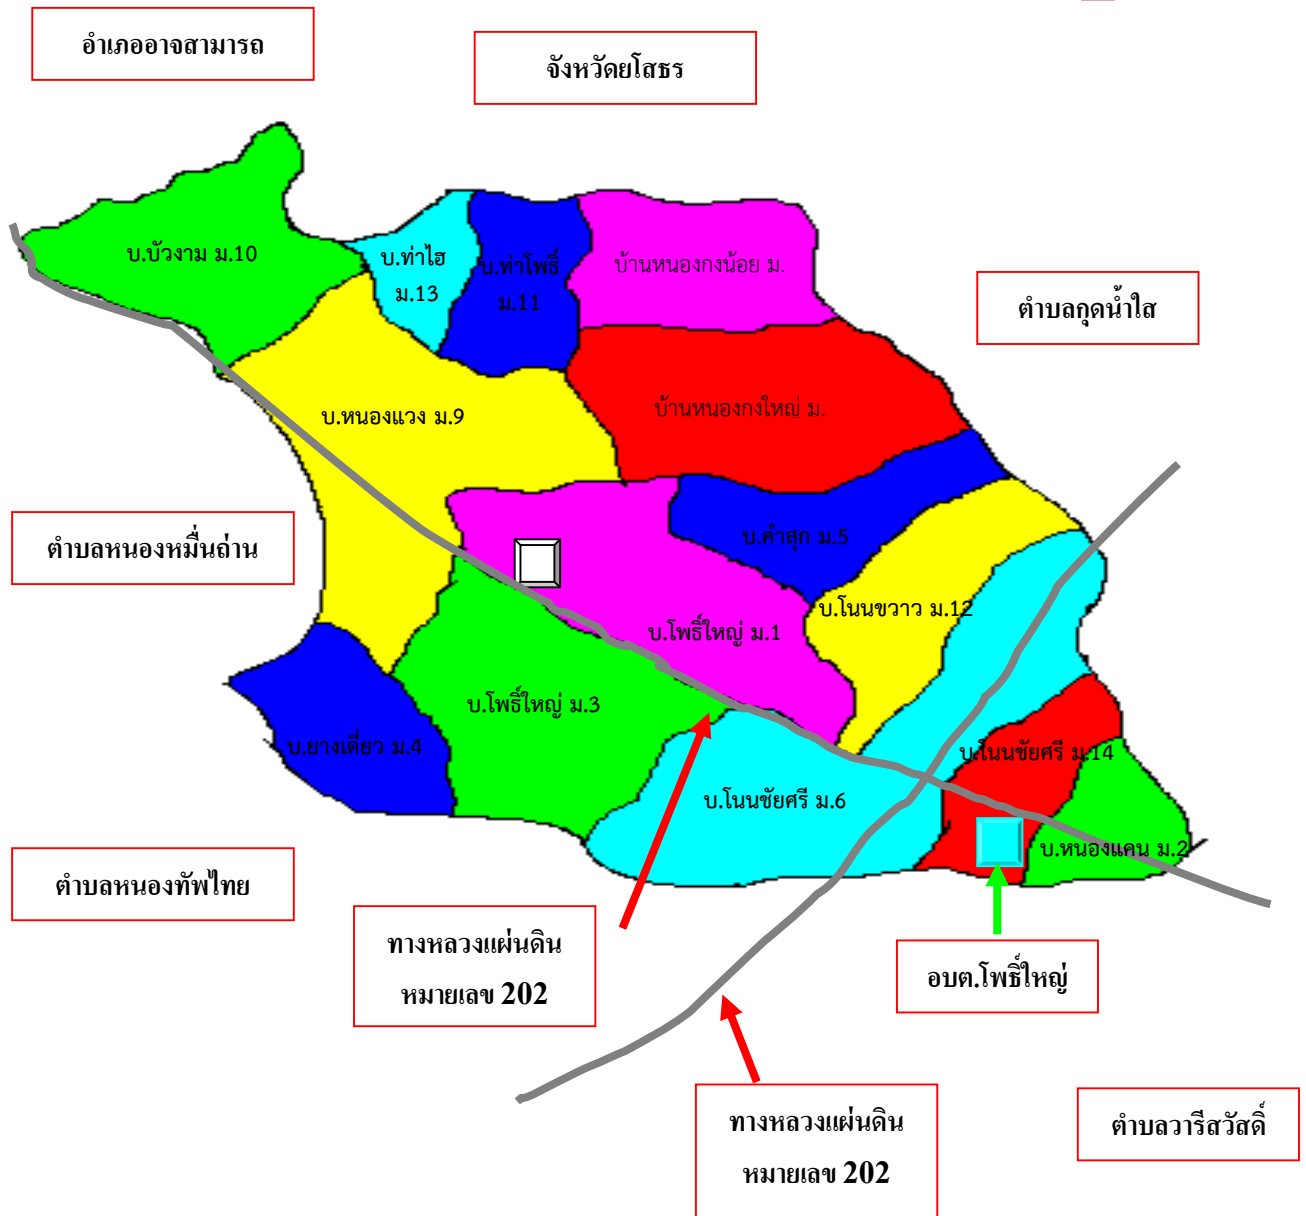 อำเภออาจสามารถ
จังหวัดยโสธร
บ.บัวงาม ม.10
บ.ท่าไฮ
ม.13
บ.ท่าโพธิ์
ม.11
บ้านหนองกงน้อย ม.
ตำบลกุดน้ำใส
บ.หนองแวง ม.9
บ้านหนองกงใหญ่ ม.
ตำบลหนองหมื่นถ่าน
บ.คำสุก ม.5
บ.โนนขวาว ม.12
บ.โพธิ์ใหญ่ ม.1
บ.โพธิ์ใหญ่ ม.3
บ.ยางเดี่ยว ม.4
บ.โนนชัยศรี ม.14
บ.โนนชัยศรี ม.6
บ.หนองแคน ม.2
ตำบลหนองทัพไทย
ทางหลวงแผ่นดิน
หมายเลข 202
อบต.โพธิ์ใหญ่
ทางหลวงแผ่นดิน
หมายเลข 202
ตำบลวารีสวัสดิ์